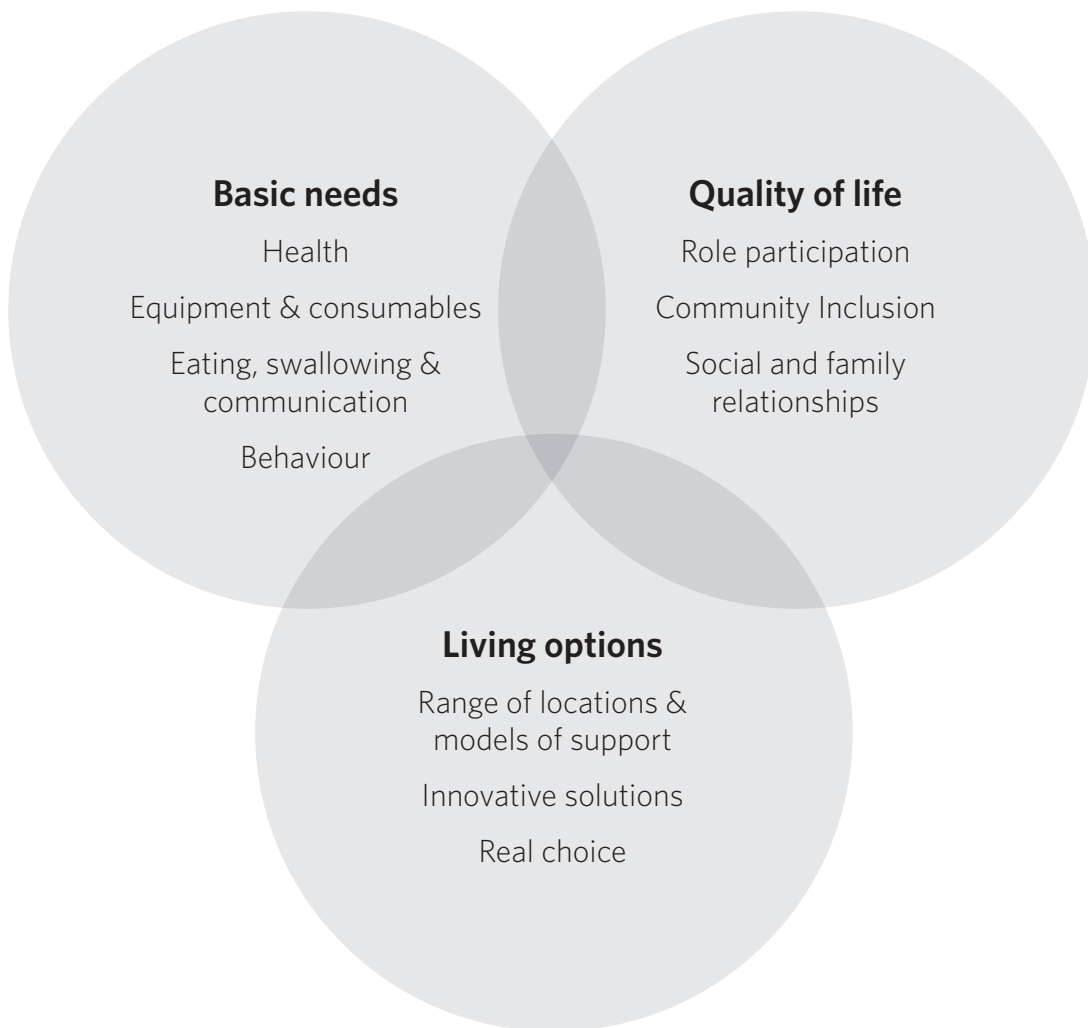 Basic needs
Health
Equipment & consumables
Eating, swallowing &
communication
Behaviour
Quality of life
Role participation
Community Inclusion
Social and family
relationships
Living options
Range of locations &
models of support
Innovative solutions
Real choice